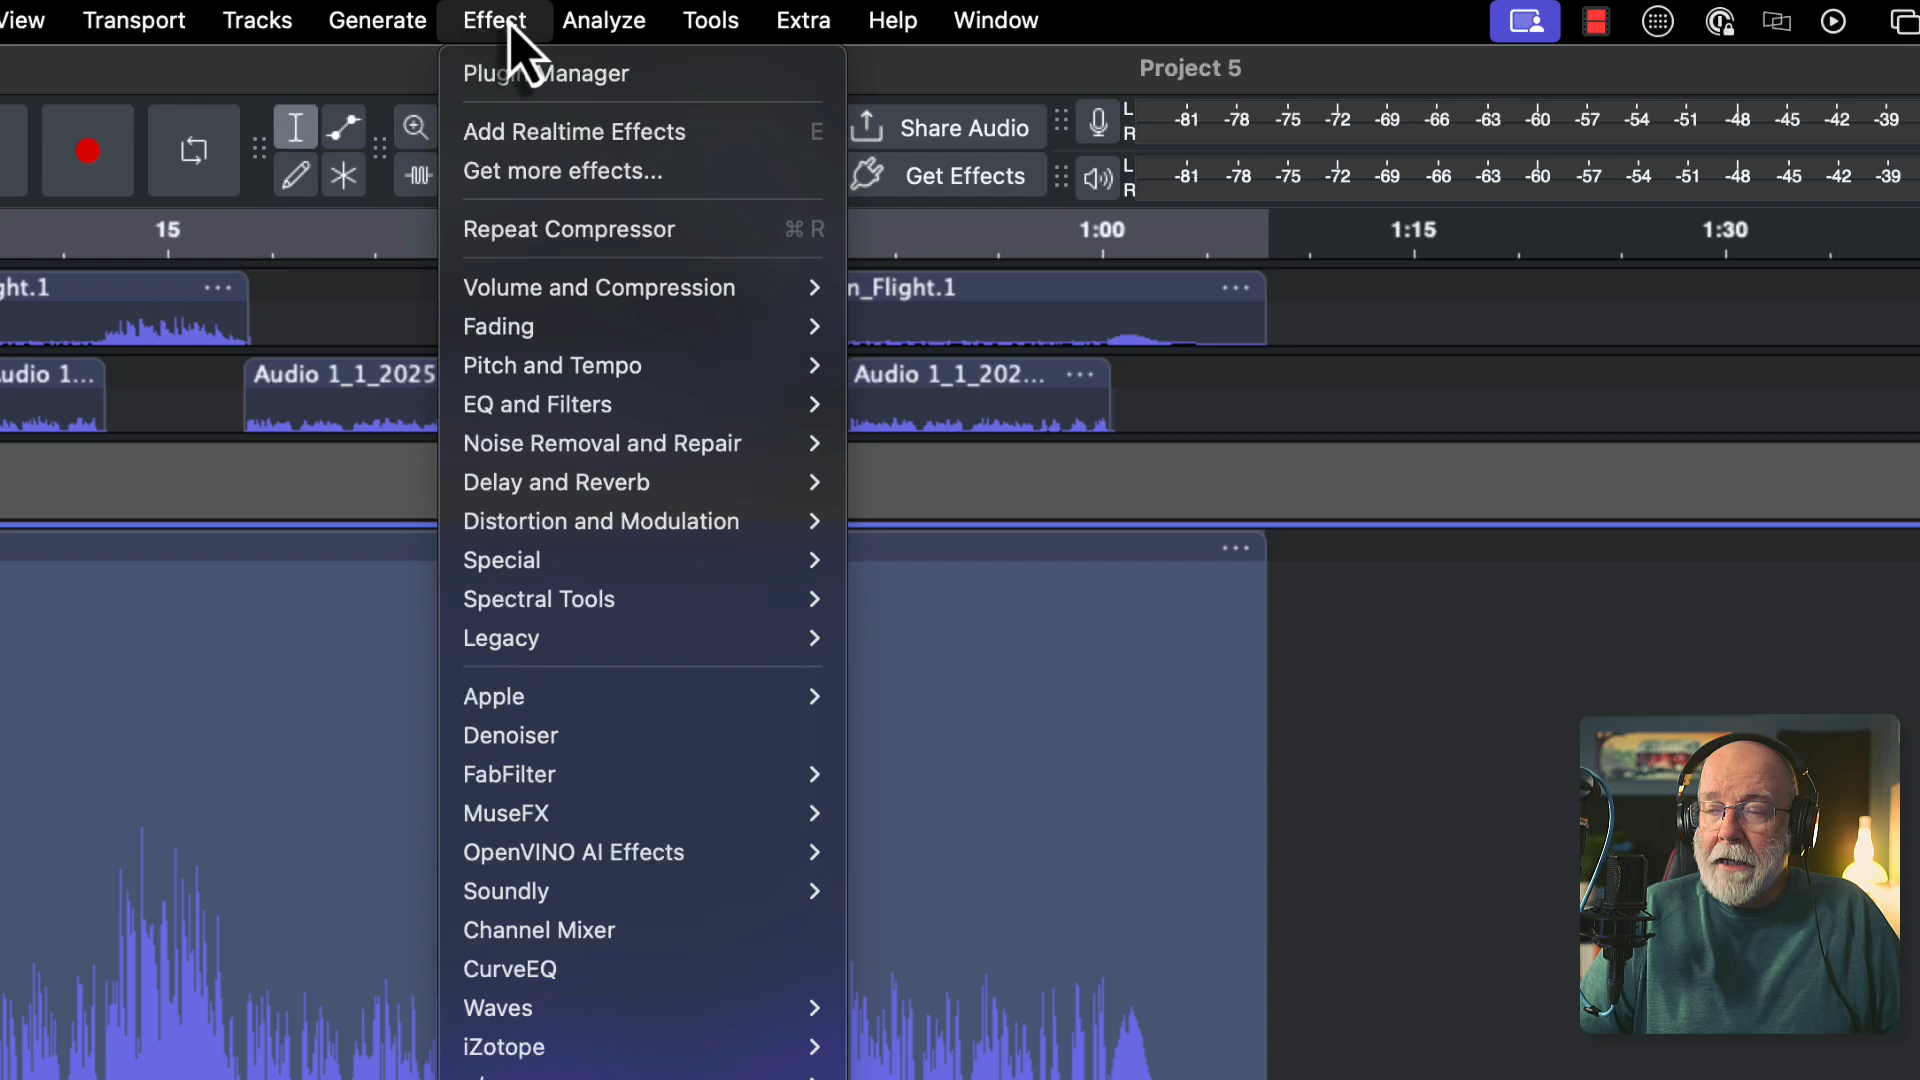 View Transport Tracks Generate Effect Analyze Tools Extra Help Window
Manager
Project 5
Add Realtime Effects E
Get more effects...
Share Audio
Get Effects
L
R
-81 -78 -75 -72 -69 -66 -63 -60 -57 -54 -51 -48 -45 -42 -39
L
R
-81 -78 -75 -72 -69 -66 -63 -60 -57 -54 -51 -48 -45 -42 -39
Repeat Compressor ⌘ R
15 1:00 1:15 1:30
Volume and Compression
Fading
Pitch and Tempo
EQ and Filters
Noise Removal and Repair
Delay and Reverb
Distortion and Modulation
Special
Spectral Tools
Legacy
ght.1 ...
n_Flight.1 ...
udio 1...
Audio 1_1_2025
Audio 1_1_202... ...
...
Apple
Denoiser
FabFilter
MuseFX
OpenVINO AI Effects
Soundly
Channel Mixer
CurveEQ
Waves
iZotope